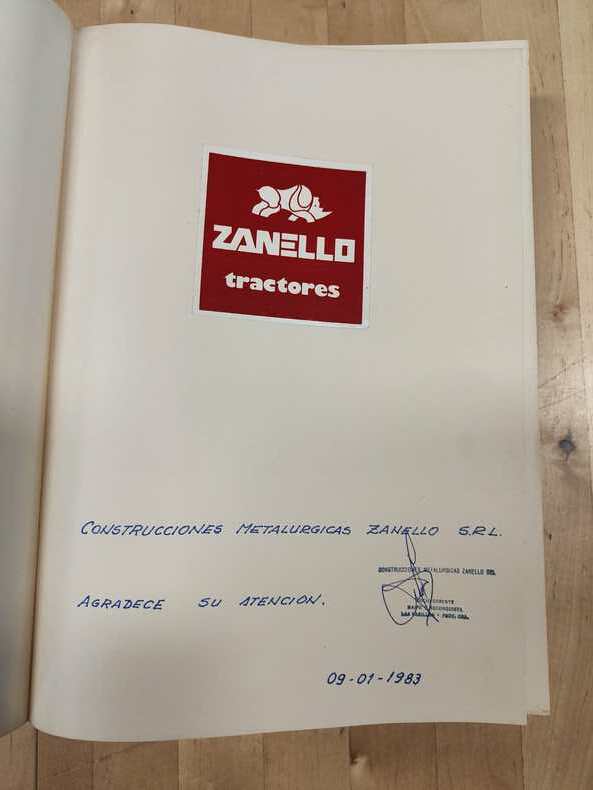 ZANELLO
tractores
CONSTRUCCIONES METALURGICAS ZANELLO S.R.L.
CONSTRUCCIONES METALURGICAS ZANELLO SRL
AGRADECE SU ATENCION.
09-01-1983